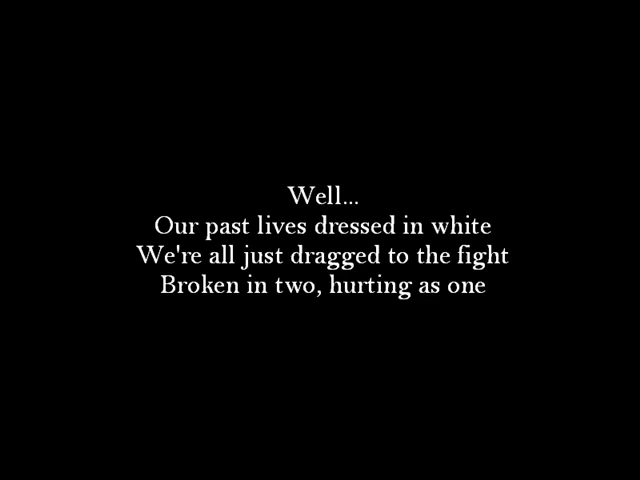 Well...
Our past lives dressed in white
We're all just dragged to the fight
Broken in two, hurting as one